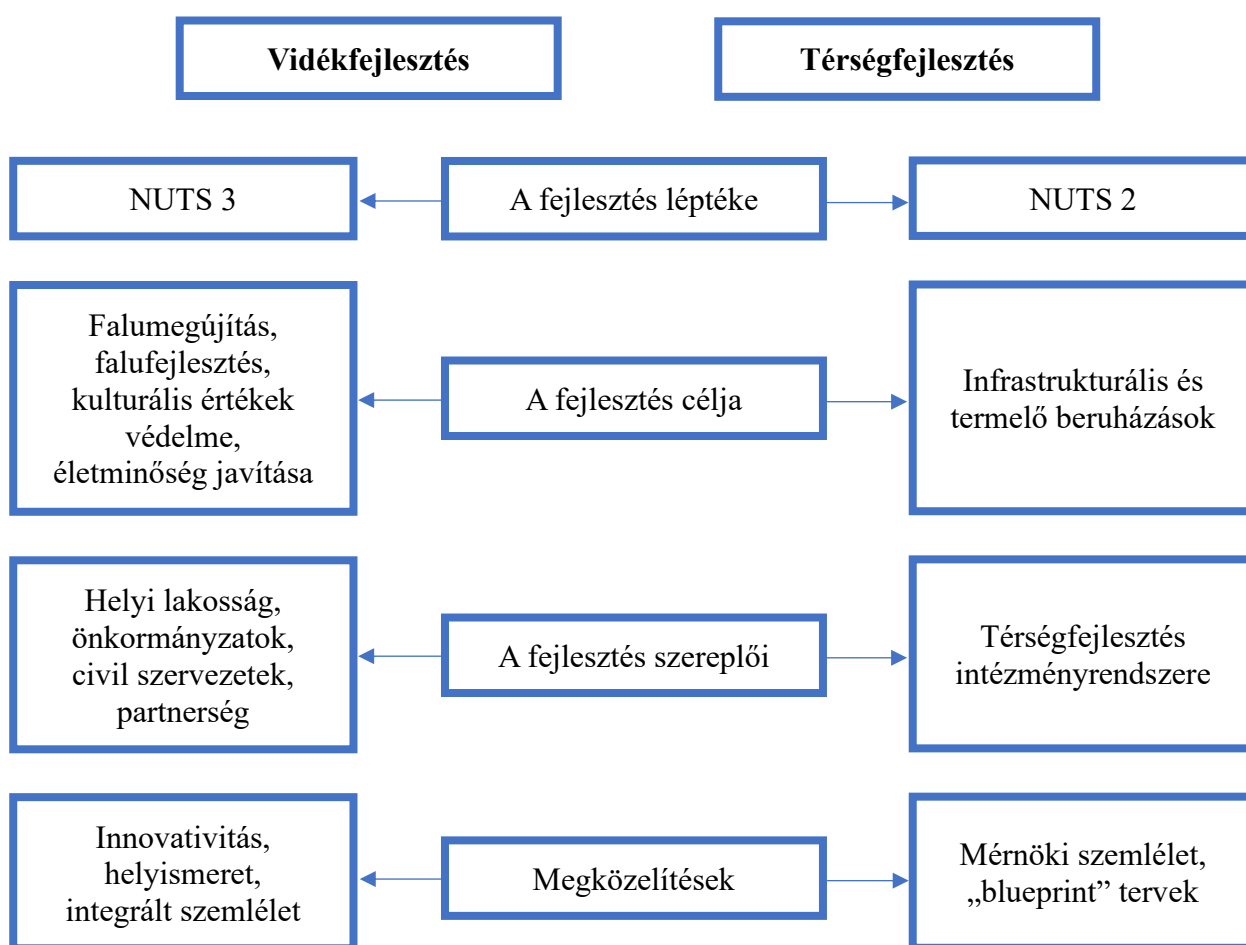 Vidékfejlesztés
Térségfejlesztés
NUTS 3
A fejlesztés léptéke
NUTS 2
Falumegújítás,
falufejlesztés,
kulturális értékek
védelme,
életminőség javítása
A fejlesztés célja
Infrastrukturális és
termelő beruházások
Helyi lakosság,
önkormányzatok,
civil szervezetek,
partnerség
A fejlesztés szereplői
Térségfejlesztés
intézményrendszere
Innovativitás,
helyismeret,
integrált szemlélet
Megközelítések
Mérnöki szemlélet,
„blueprint” tervek